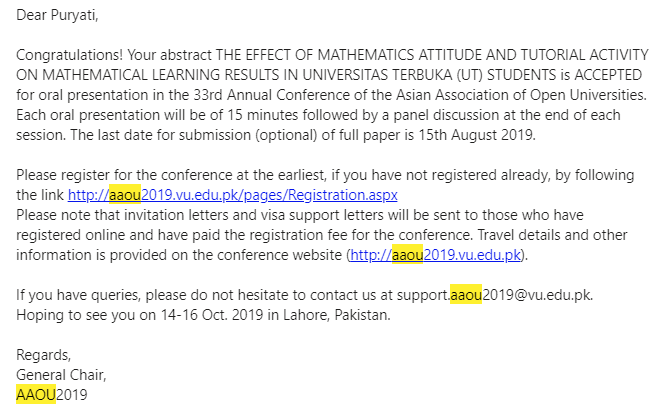 Dear Puryati,
Congratulations! Your abstract THE EFFECT OF MATHEMATICS ATTITUDE AND TUTORIAL ACTIVITY
ON MATHEMATICAL LEARNING RESULTS IN UNIVERSITAS TERBUKA (UT) STUDENTS is ACCEPTED
for oral presentation in the 33rd Annual Conference of the Asian Association of Open Universities.
Each oral presentation will be of 15 minutes followed by a panel discussion at the end of each
session. The last date for submission (optional) of full paper is 15th August 2019.
Please register for the conference at the earliest, if you have not registered already, by following
the link http://aaou2019.vu.edu.pk/pages/Registration.aspx
Please note that invitation letters and visa support letters will be sent to those who have
registered online and have paid the registration fee for the conference. Travel details and other
information is provided on the conference website (http://aaou2019.vu.edu.pk).
If you have queries, please do not hesitate to contact us at support.aaou2019@vu.edu.pk.
Hoping to see you on 14-16 Oct. 2019 in Lahore, Pakistan.
Regards,
General Chair,
AAOU2019